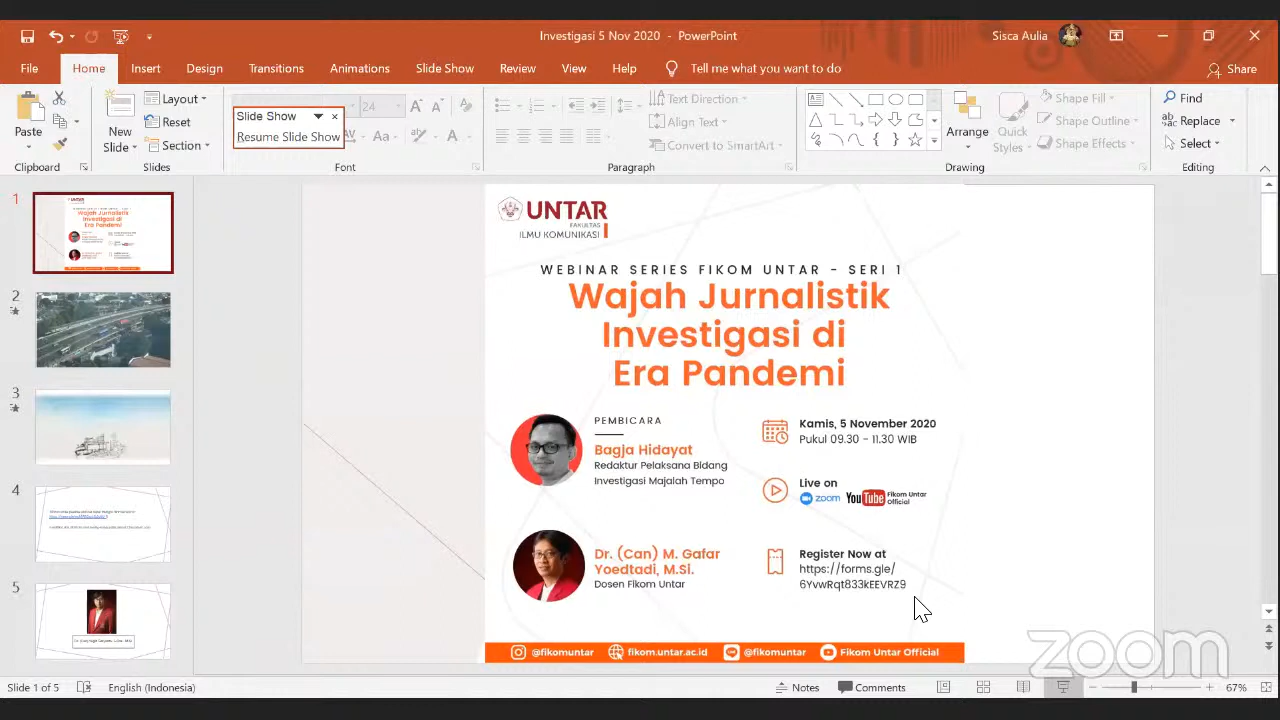 Investigasi 5 Nov 2020 - PowerPoint
Sisca Aulia
File Home Insert Design Transitions Animations Slide Show Review View Help Tell me what you want to do Share
Paste
Clipboard
New Slide
Layout
Reset
Section
Slides
24
Slide Show
Resume Slide Show
Font
Text Direction
Align Text
Convert to SmartArt
Paragraph
Arrange
Quick Styles
Shape Fill
Shape Outline
Shape Effects
Drawing
Find
Replace
Select
Editing
1
2
3
4
5
UNTAR
FAKULTAS
ILMU KOMUNIKASI
WEBINAR SERIES FIKOM UNTAR - SERI 1
Wajah Jurnalistik
Investigasi di
Era Pandemi
PEMBICARA
Bagja Hidayat
Redaktur Pelaksana Bidang
Investigasi Majalah Tempo
Dr. (Can) M. Gafar
Yoedtadi, M.Si.
Dosen Fikom Untar
Kamis, 5 November 2020
Pukul 09.30 - 11.30 WIB
Live on
zoom YouTube Fikom Untar Official
Register Now at
https://forms.gle/
6YvwRqt833kEEVRZ9
@fikomuntar fikom.untar.ac.id @fikomuntar Fikom Untar Official
zoom
Slide 1 of 5 English (Indonesia) Notes Comments 67%